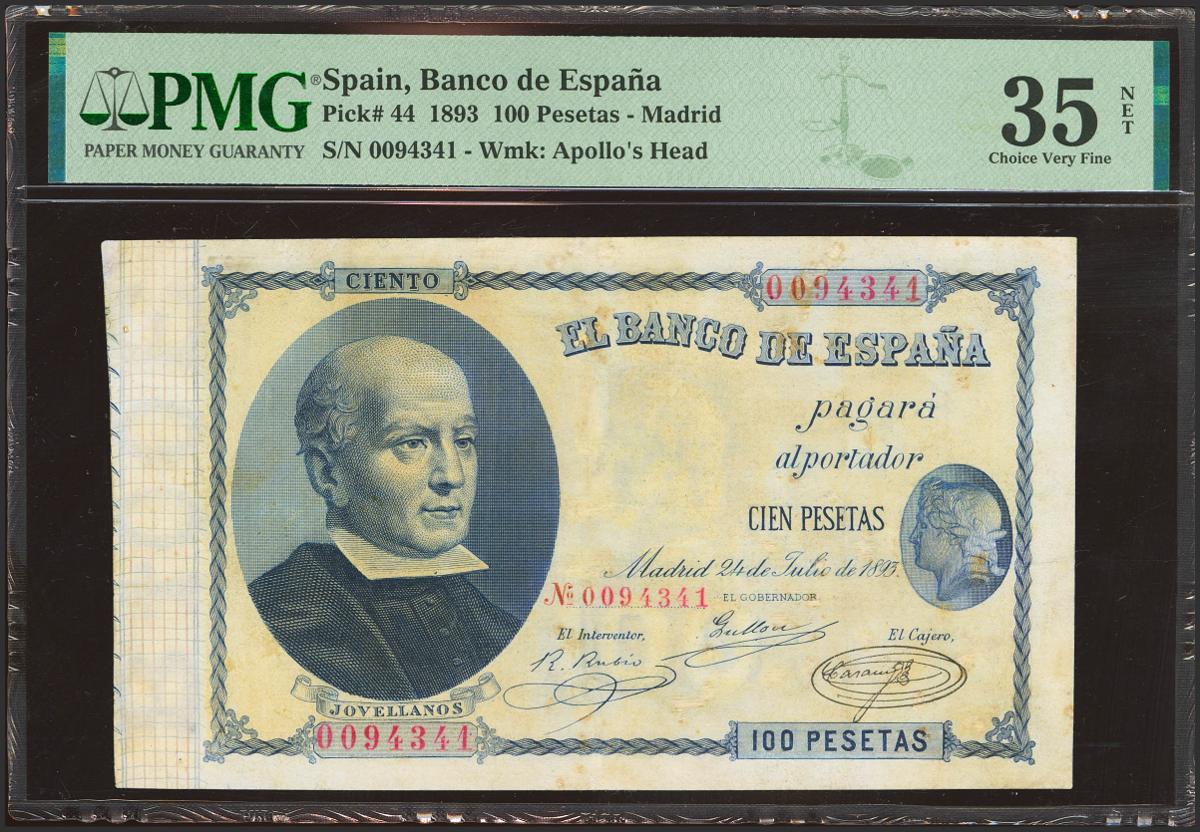 PMG®
PAPER MONEY GUARANTY
Spain, Banco de España
Pick# 44 1893 100 Pesetas - Madrid
S/N 0094341 - Wmk: Apollo's Head
35
NET
Choice Very Fine
CIENTO
0094341
EL BANCO DE ESPAÑA
pagará
al portador
CIEN PESETAS
Madrid 24 de Julio de 1893.
No 0094341
EL GOBERNADOR
Gullon
El Interventor,
El Cajero,
R. Rubio
JOVELLANOS
0094341
100 PESETAS